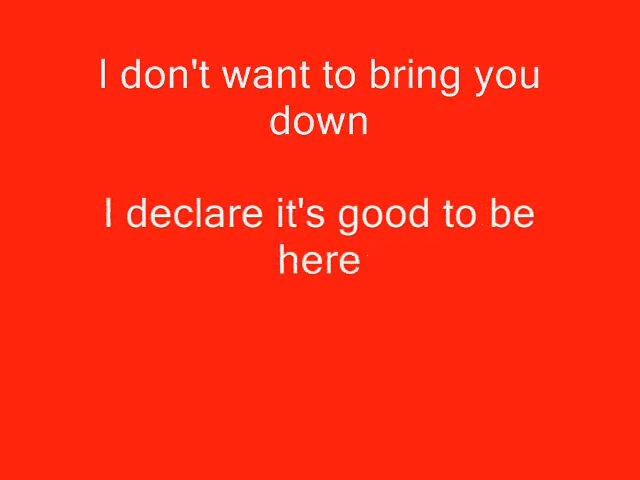 I don't want to bring you
down
I declare it's good to be
here